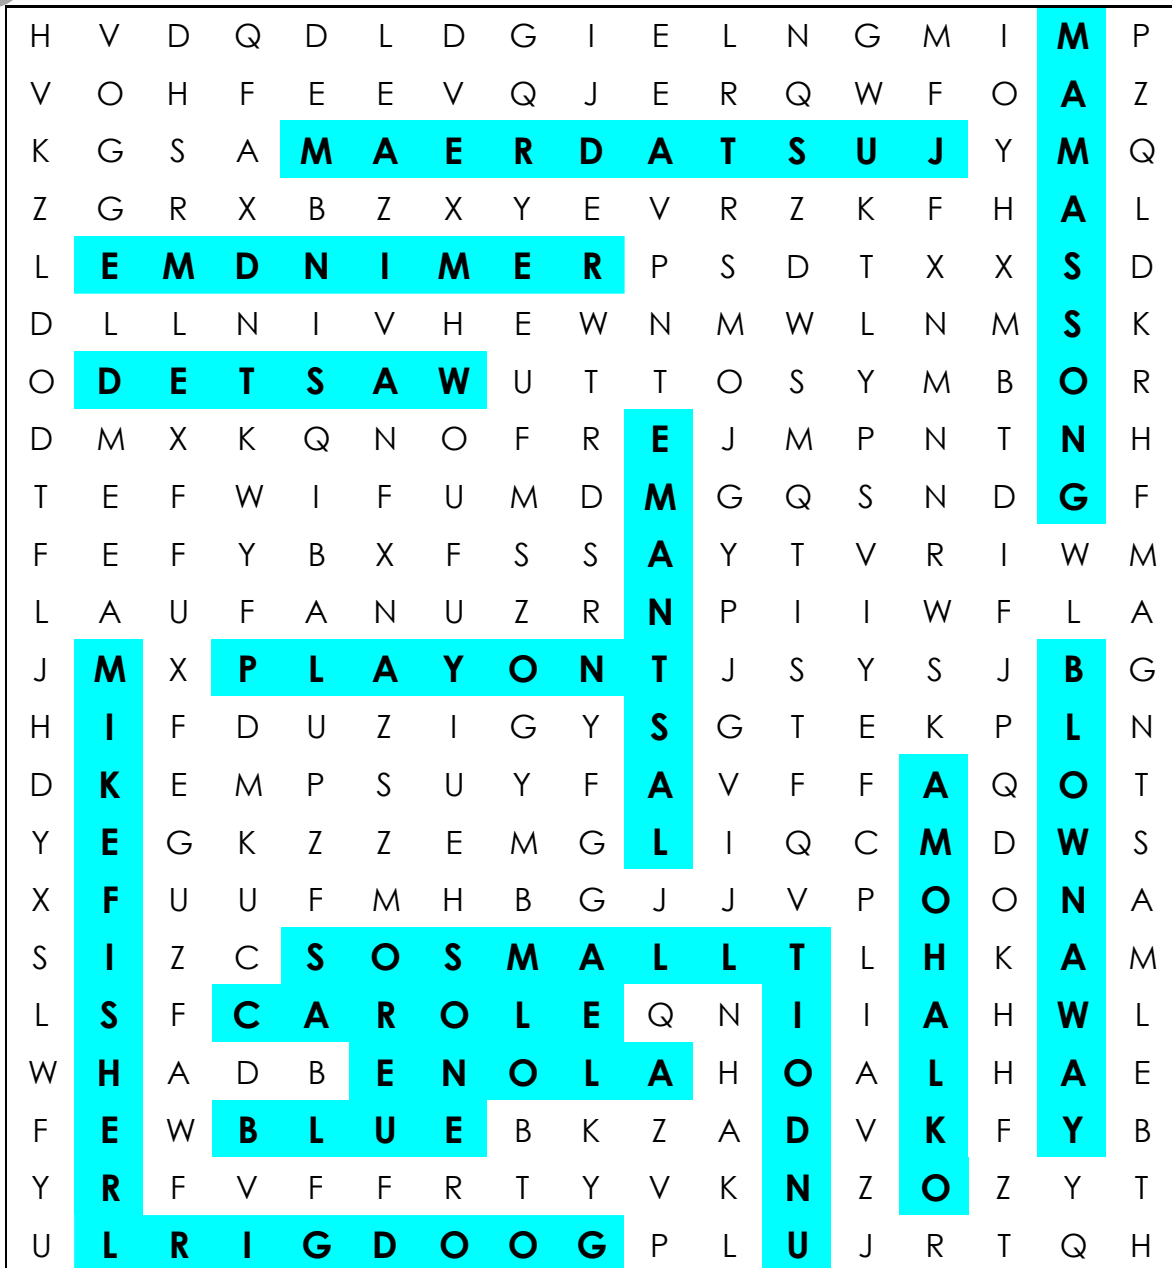 H V D Q D L D G I E L N G M I M P
V O H F E E V Q J E R Q W F O A Z
K G S A M A E R D A T S U J Y M Q
Z G R X B Z X Y E V R Z K F H A L
L E M D N I M E R P S D T X X S D
D L L N I V H E W N M W L N M S K
O D E T S A W U T T O S Y M B O R
D M X K Q N O F R E J M P N T N H
T E F W I F U M D M G Q S N D G F
F E F Y B X F S S A Y T V R I W M
L A U F A N U Z R N P I I W F L A
J M X P L A Y O N T J S Y S J B G
H I F D U Z I G Y S G T E K P L N
D K E M P S U Y F A V F F A Q O T
Y E G K Z Z E M G L I Q C M D W S
X F U U F M H B G J J V P O O N A
S I Z C S O S M A L L T L H K A M
L S F C A R O L E Q N I I A H W L
W H A D B E N O L A H O A L H A E
F E W B L U E B K Z A D V K F Y B
Y R F V F F R T Y V K N Z O Z Y T
U L R I G D O O G P L U J R T Q H